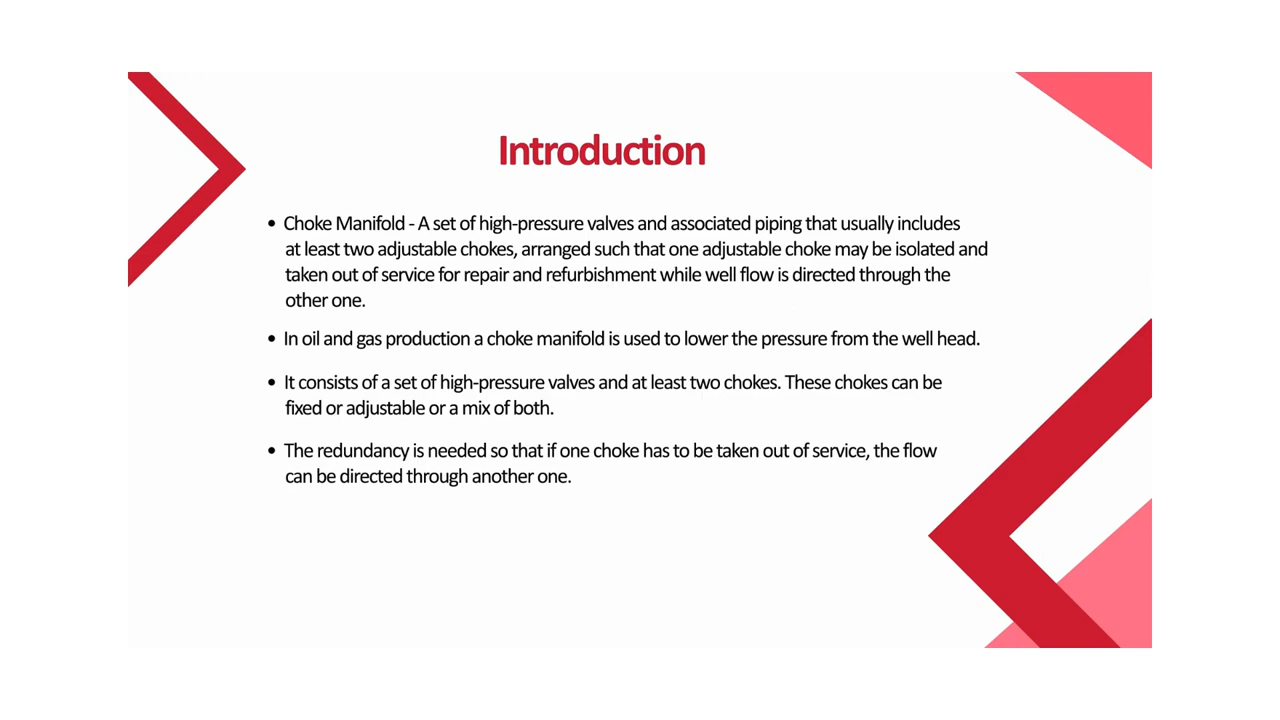 Introduction
• Choke Manifold - A set of high-pressure valves and associated piping that usually includes
at least two adjustable chokes, arranged such that one adjustable choke may be isolated and
taken out of service for repair and refurbishment while well flow is directed through the
other one.
• In oil and gas production a choke manifold is used to lower the pressure from the well head.
• It consists of a set of high-pressure valves and at least two chokes. These chokes can be
fixed or adjustable or a mix of both.
• The redundancy is needed so that if one choke has to be taken out of service, the flow
can be directed through another one.